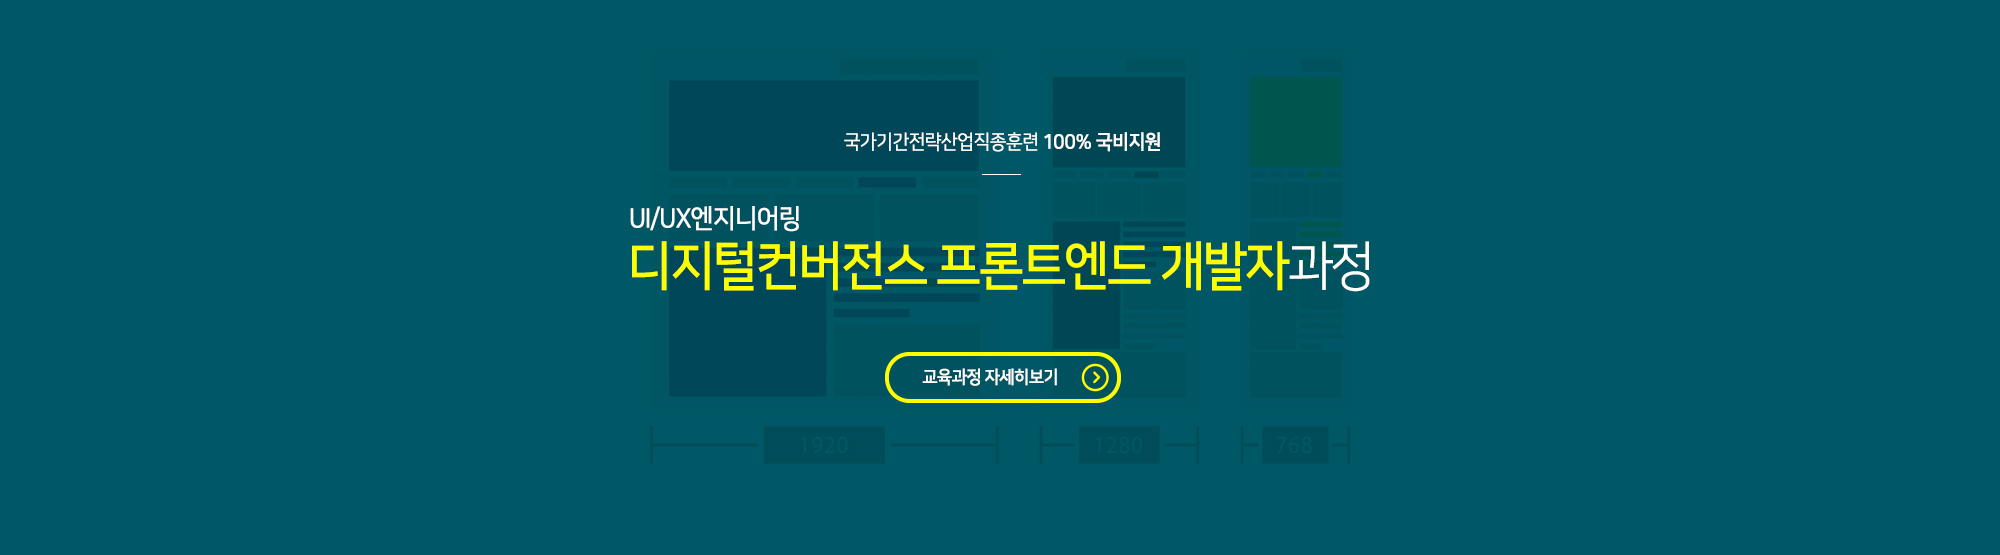 국가기간전략산업직종훈련 100% 국비지원
UI/UX엔지니어링
디지털컨버전스 프론트엔드 개발자과정
교육과정 자세히보기
1920
1280
768